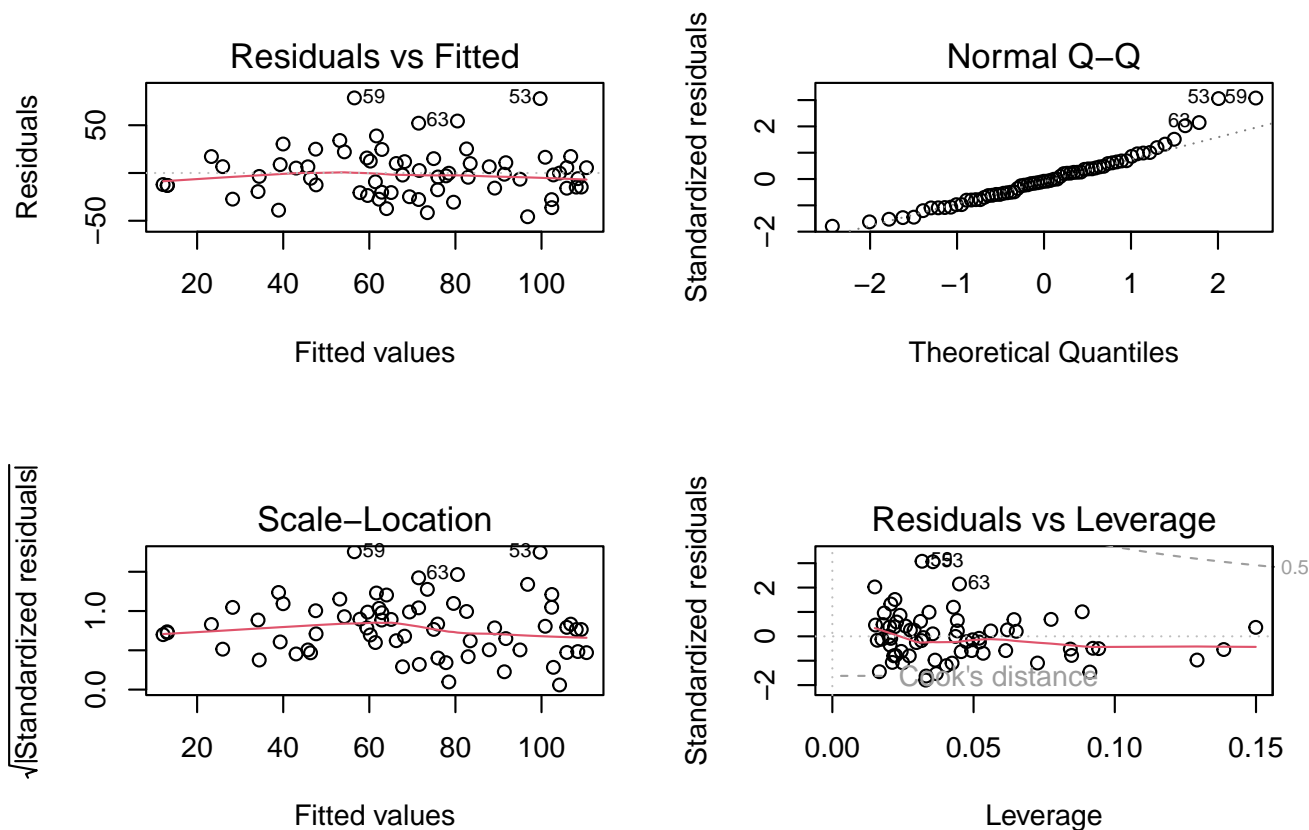 Residuals vs Fitted
Residuals
50
−50
59
53
63
20 40 60 80 100
Fitted values
Normal Q−Q
Standardized residuals
2
0
−2
53
59
63
−2 −1 0 1 2
Theoretical Quantiles
Scale−Location
√|Standardized residuals|
1.0
0.0
59
53
63
20 40 60 80 100
Fitted values
Residuals vs Leverage
Standardized residuals
2
0
−2
59
53
63
0.5
Cook's distance
0.00 0.05 0.10 0.15
Leverage